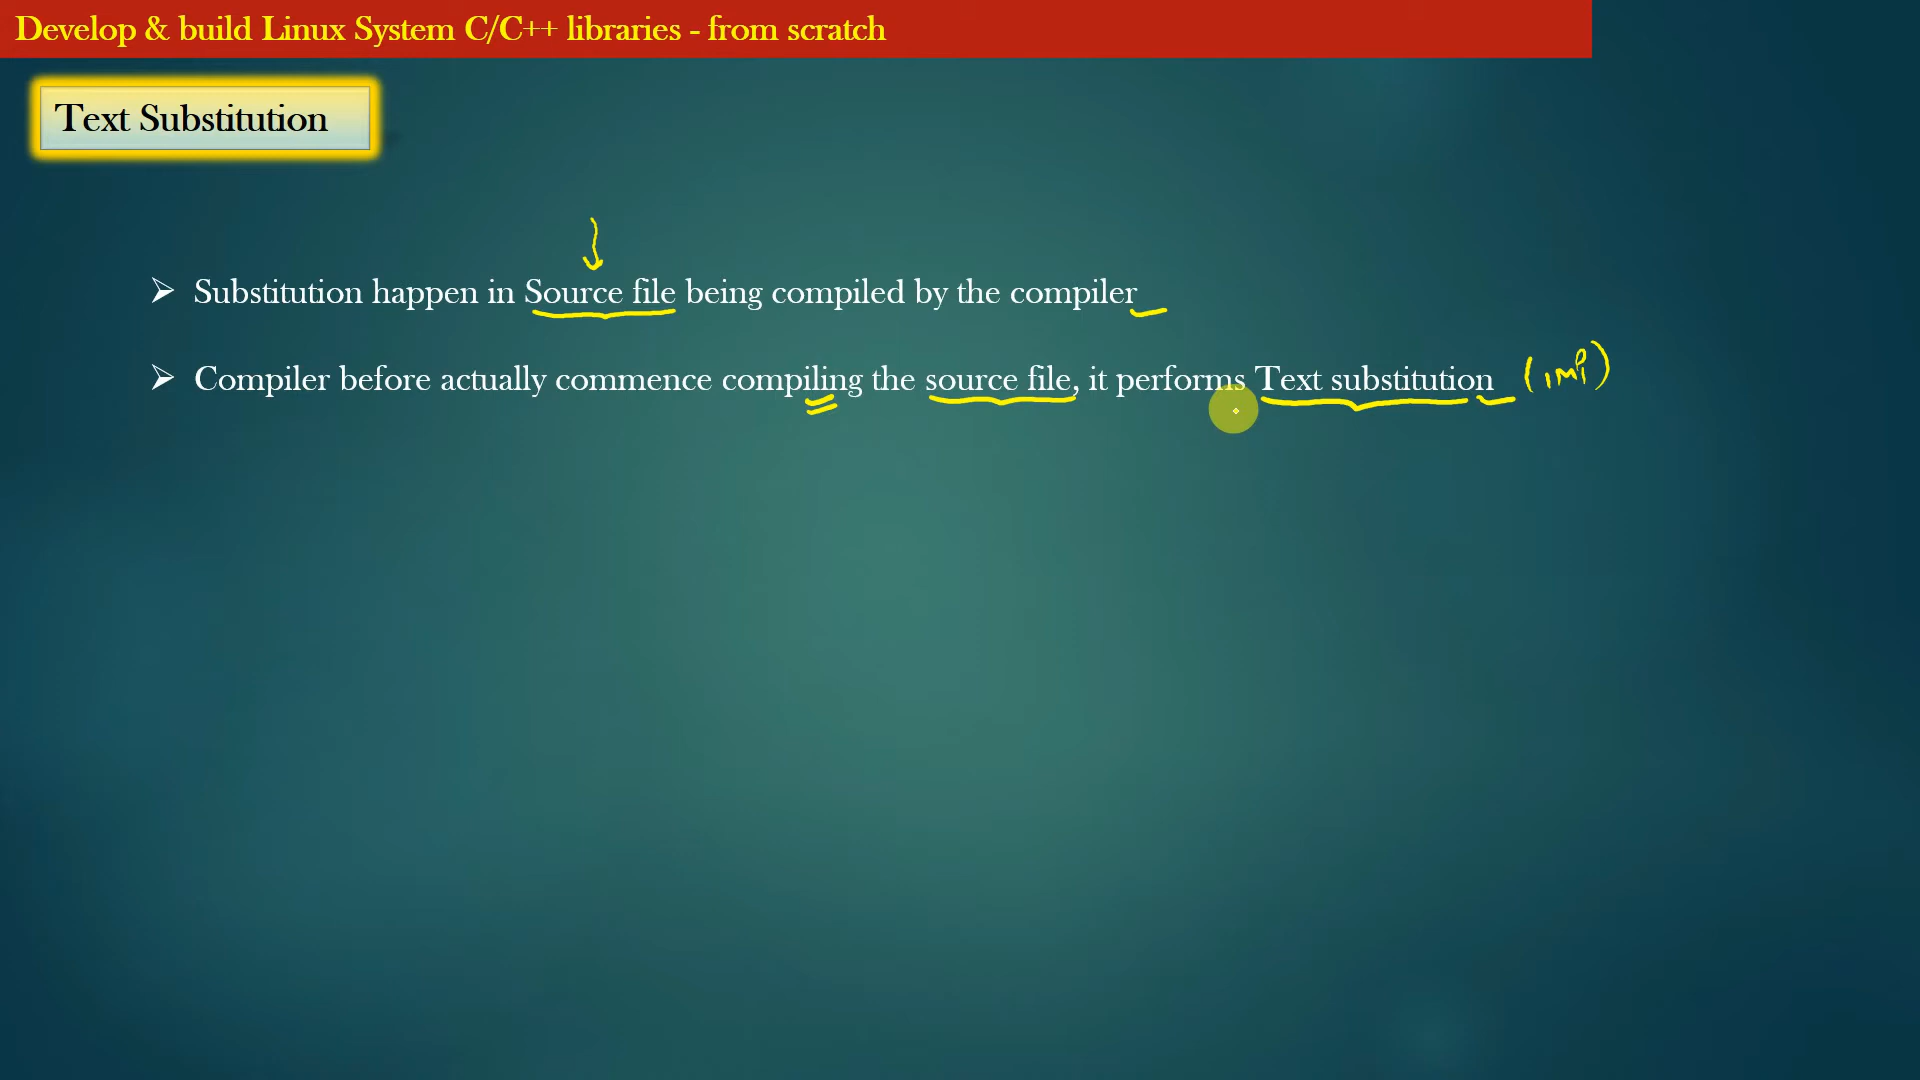 Develop & build Linux System C/C++ libraries - from scratch
Text Substitution
➢ Substitution happen in Source file being compiled by the compiler
➢ Compiler before actually commence compiling the source file, it performs Text substitution (IMP)